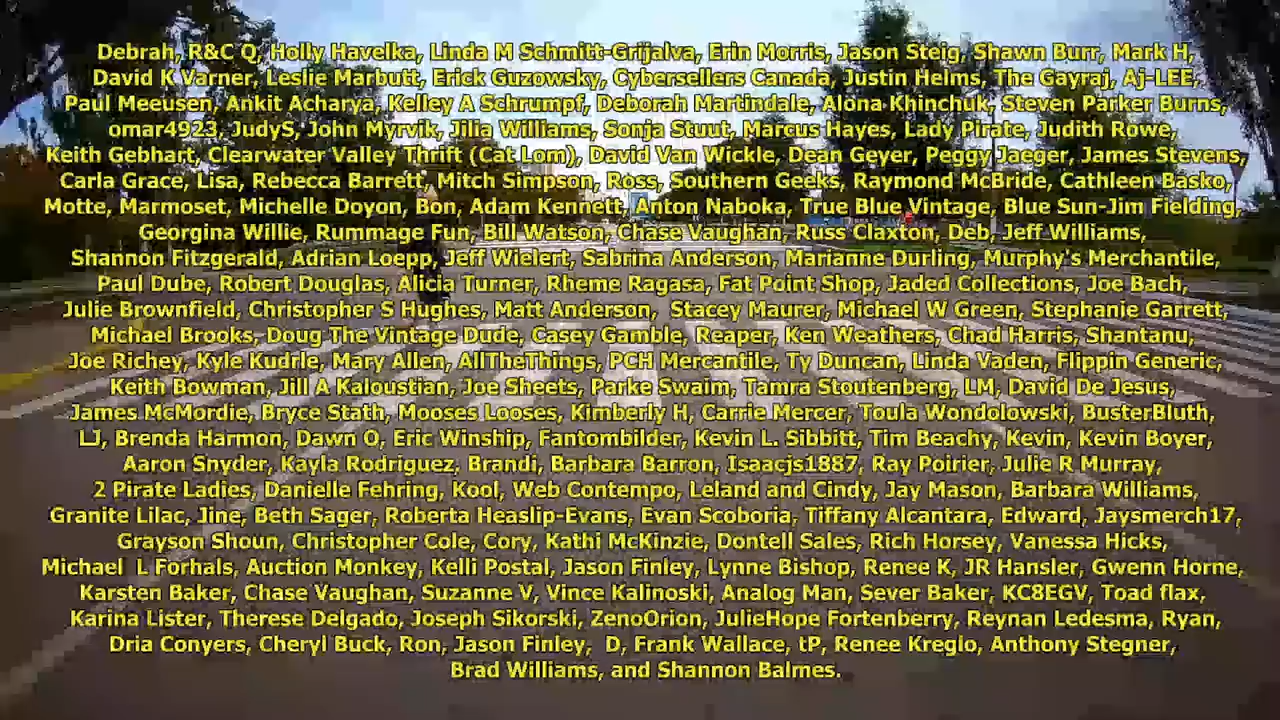 Debrah, R&C Q, Holly Havelka, Linda M Schmitt-Grijalva, Erin Morris, Jason Steig, Shawn Burr, Mark H,
David K Varner, Leslie Marbutt, Erick Guzowsky, Cybersellers Canada, Justin Helms, The Gayraj, Aj-LEE,
Paul Meeusen, Ankit Acharya, Kelley A Schrumpf, Deborah Martindale, Alona Khinchuk, Steven Parker Burns,
omar4923, JudyS, John Myrvik, Jilia Williams, Sonja Stuut, Marcus Hayes, Lady Pirate, Judith Rowe,
Keith Gebhart, Clearwater Valley Thrift (Cat Lom), David Van Wickle, Dean Geyer, Peggy Jaeger, James Stevens,
Carla Grace, Lisa, Rebecca Barrett, Mitch Simpson, Ross, Southern Geeks, Raymond McBride, Cathleen Basko,
Motte, Marmoset, Michelle Doyon, Bon, Adam Kennett, Anton Naboka, True Blue Vintage, Blue Sun-Jim Fielding,
Georgina Willie, Rummage Fun, Bill Watson, Chase Vaughan, Russ Claxton, Deb, Jeff Williams,
Shannon Fitzgerald, Adrian Loepp, Jeff Wielert, Sabrina Anderson, Marianne Durling, Murphy's Merchantile,
Paul Dube, Robert Douglas, Alicia Turner, Rheme Ragasa, Fat Point Shop, Jaded Collections, Joe Bach,
Julie Brownfield, Christopher S Hughes, Matt Anderson, Stacey Maurer, Michael W Green, Stephanie Garrett,
Michael Brooks, Doug The Vintage Dude, Casey Gamble, Reaper, Ken Weathers, Chad Harris, Shantanu,
Joe Richey, Kyle Kudrle, Mary Allen, AllTheThings, PCH Mercantile, Ty Duncan, Linda Vaden, Flippin Generic,
Keith Bowman, Jill A Kaloustian, Joe Sheets, Parke Swaim, Tamra Stoutenberg, LM, David De Jesus,
James McMordie, Bryce Stath, Mooses Looses, Kimberly H, Carrie Mercer, Toula Wondolowski, BusterBluth,
LJ, Brenda Harmon, Dawn O, Eric Winship, Fantombilder, Kevin L. Sibbitt, Tim Beachy, Kevin, Kevin Boyer,
Aaron Snyder, Kayla Rodriguez, Brandi, Barbara Barron, Isaacjs1887, Ray Poirier, Julie R Murray,
2 Pirate Ladies, Danielle Fehring, Kool, Web Contempo, Leland and Cindy, Jay Mason, Barbara Williams,
Granite Lilac, Jine, Beth Sager, Roberta Heaslip-Evans, Evan Scoboria, Tiffany Alcantara, Edward, Jaysmerch17,
Grayson Shoun, Christopher Cole, Cory, Kathi McKinzie, Dontell Sales, Rich Horsey, Vanessa Hicks,
Michael L Forhals, Auction Monkey, Kelli Postal, Jason Finley, Lynne Bishop, Renee K, JR Hansler, Gwenn Horne,
Karsten Baker, Chase Vaughan, Suzanne V, Vince Kalinoski, Analog Man, Sever Baker, KC8EGV, Toad flax,
Karina Lister, Therese Delgado, Joseph Sikorski, ZenoOrion, JulieHope Fortenberry, Reynan Ledesma, Ryan,
Dria Conyers, Cheryl Buck, Ron, Jason Finley, D, Frank Wallace, tP, Renee Kreglo, Anthony Stegner,
Brad Williams, and Shannon Balmes.